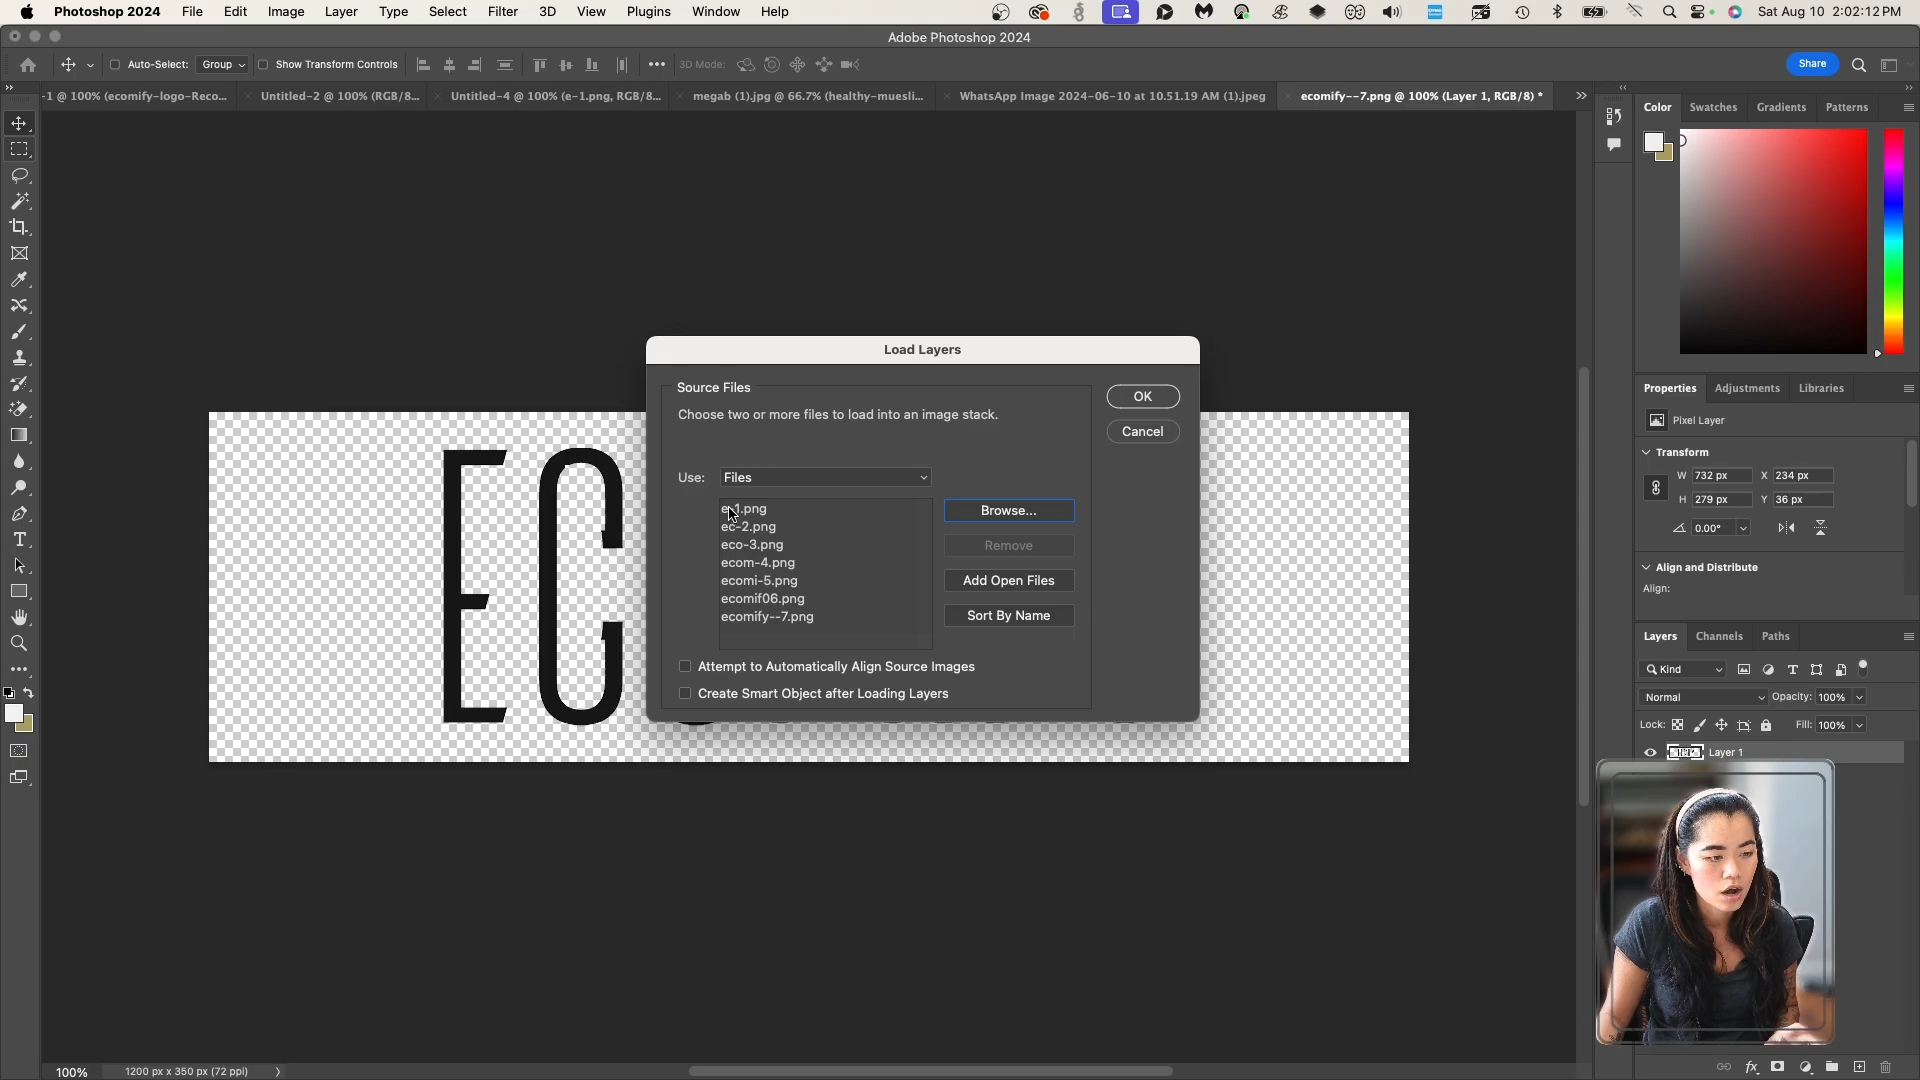 Photoshop 2024 File Edit Image Layer Type Select Filter 3D View Plugins Window Help Sat Aug 10 2:02:12 PM
Adobe Photoshop 2024
Auto-Select: Group Show Transform Controls 3D Mode: Share
-1 @ 100% (ecomify-logo-Reco... Untitled-2 @ 100% (RGB/8... Untitled-4 @ 100% (e-1.png, RGB/8... megab (1).jpg @ 66.7% (healthy-muesli... WhatsApp Image 2024-06-10 at 10.51.19 AM (1).jpeg ecomify--7.png @ 100% (Layer 1, RGB/8) *
Color Swatches Gradients Patterns
Load Layers
Source Files
Choose two or more files to load into an image stack.
OK
Cancel
Use: Files
e-1.png
ec-2.png
eco-3.png
ecom-4.png
ecomi-5.png
ecomif06.png
ecomify--7.png
Browse...
Remove
Add Open Files
Sort By Name
Attempt to Automatically Align Source Images
Create Smart Object after Loading Layers
EC
Properties Adjustments Libraries
Pixel Layer
Transform
W 732 px X 234 px
H 279 px Y 36 px
0.00°
Align and Distribute
Align:
Layers Channels Paths
Kind
Normal Opacity: 100%
Lock: Fill: 100%
Layer 1
100% 1200 px x 350 px (72 ppi)